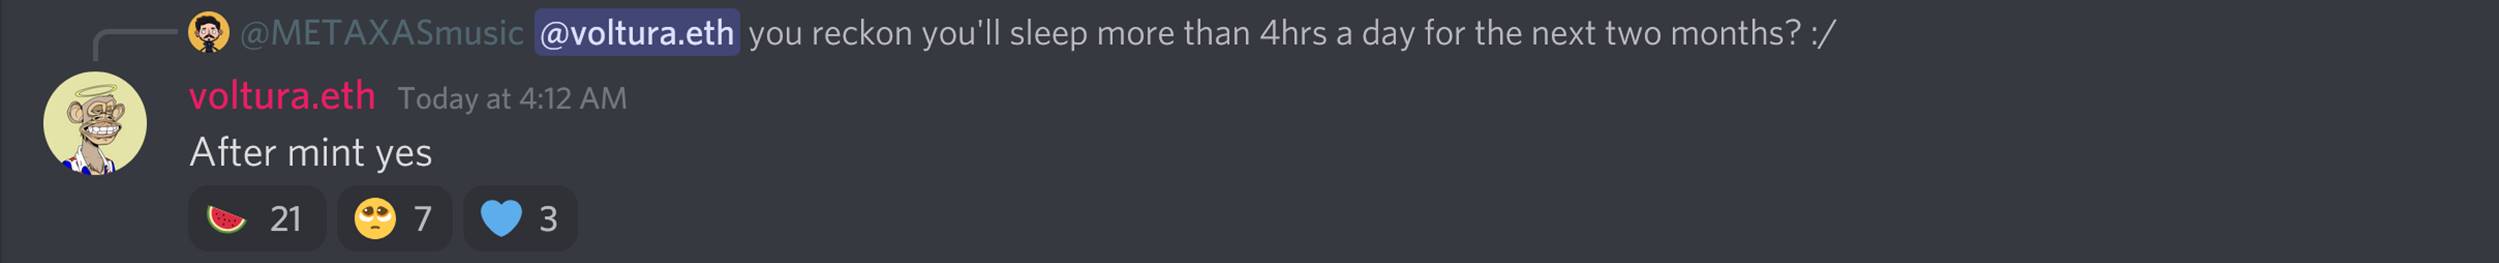 @METAXASmusic @voltura.eth you reckon you'll sleep more than 4hrs a day for the next two months? :/
voltura.eth Today at 4:12 AM
After mint yes
21 7 3